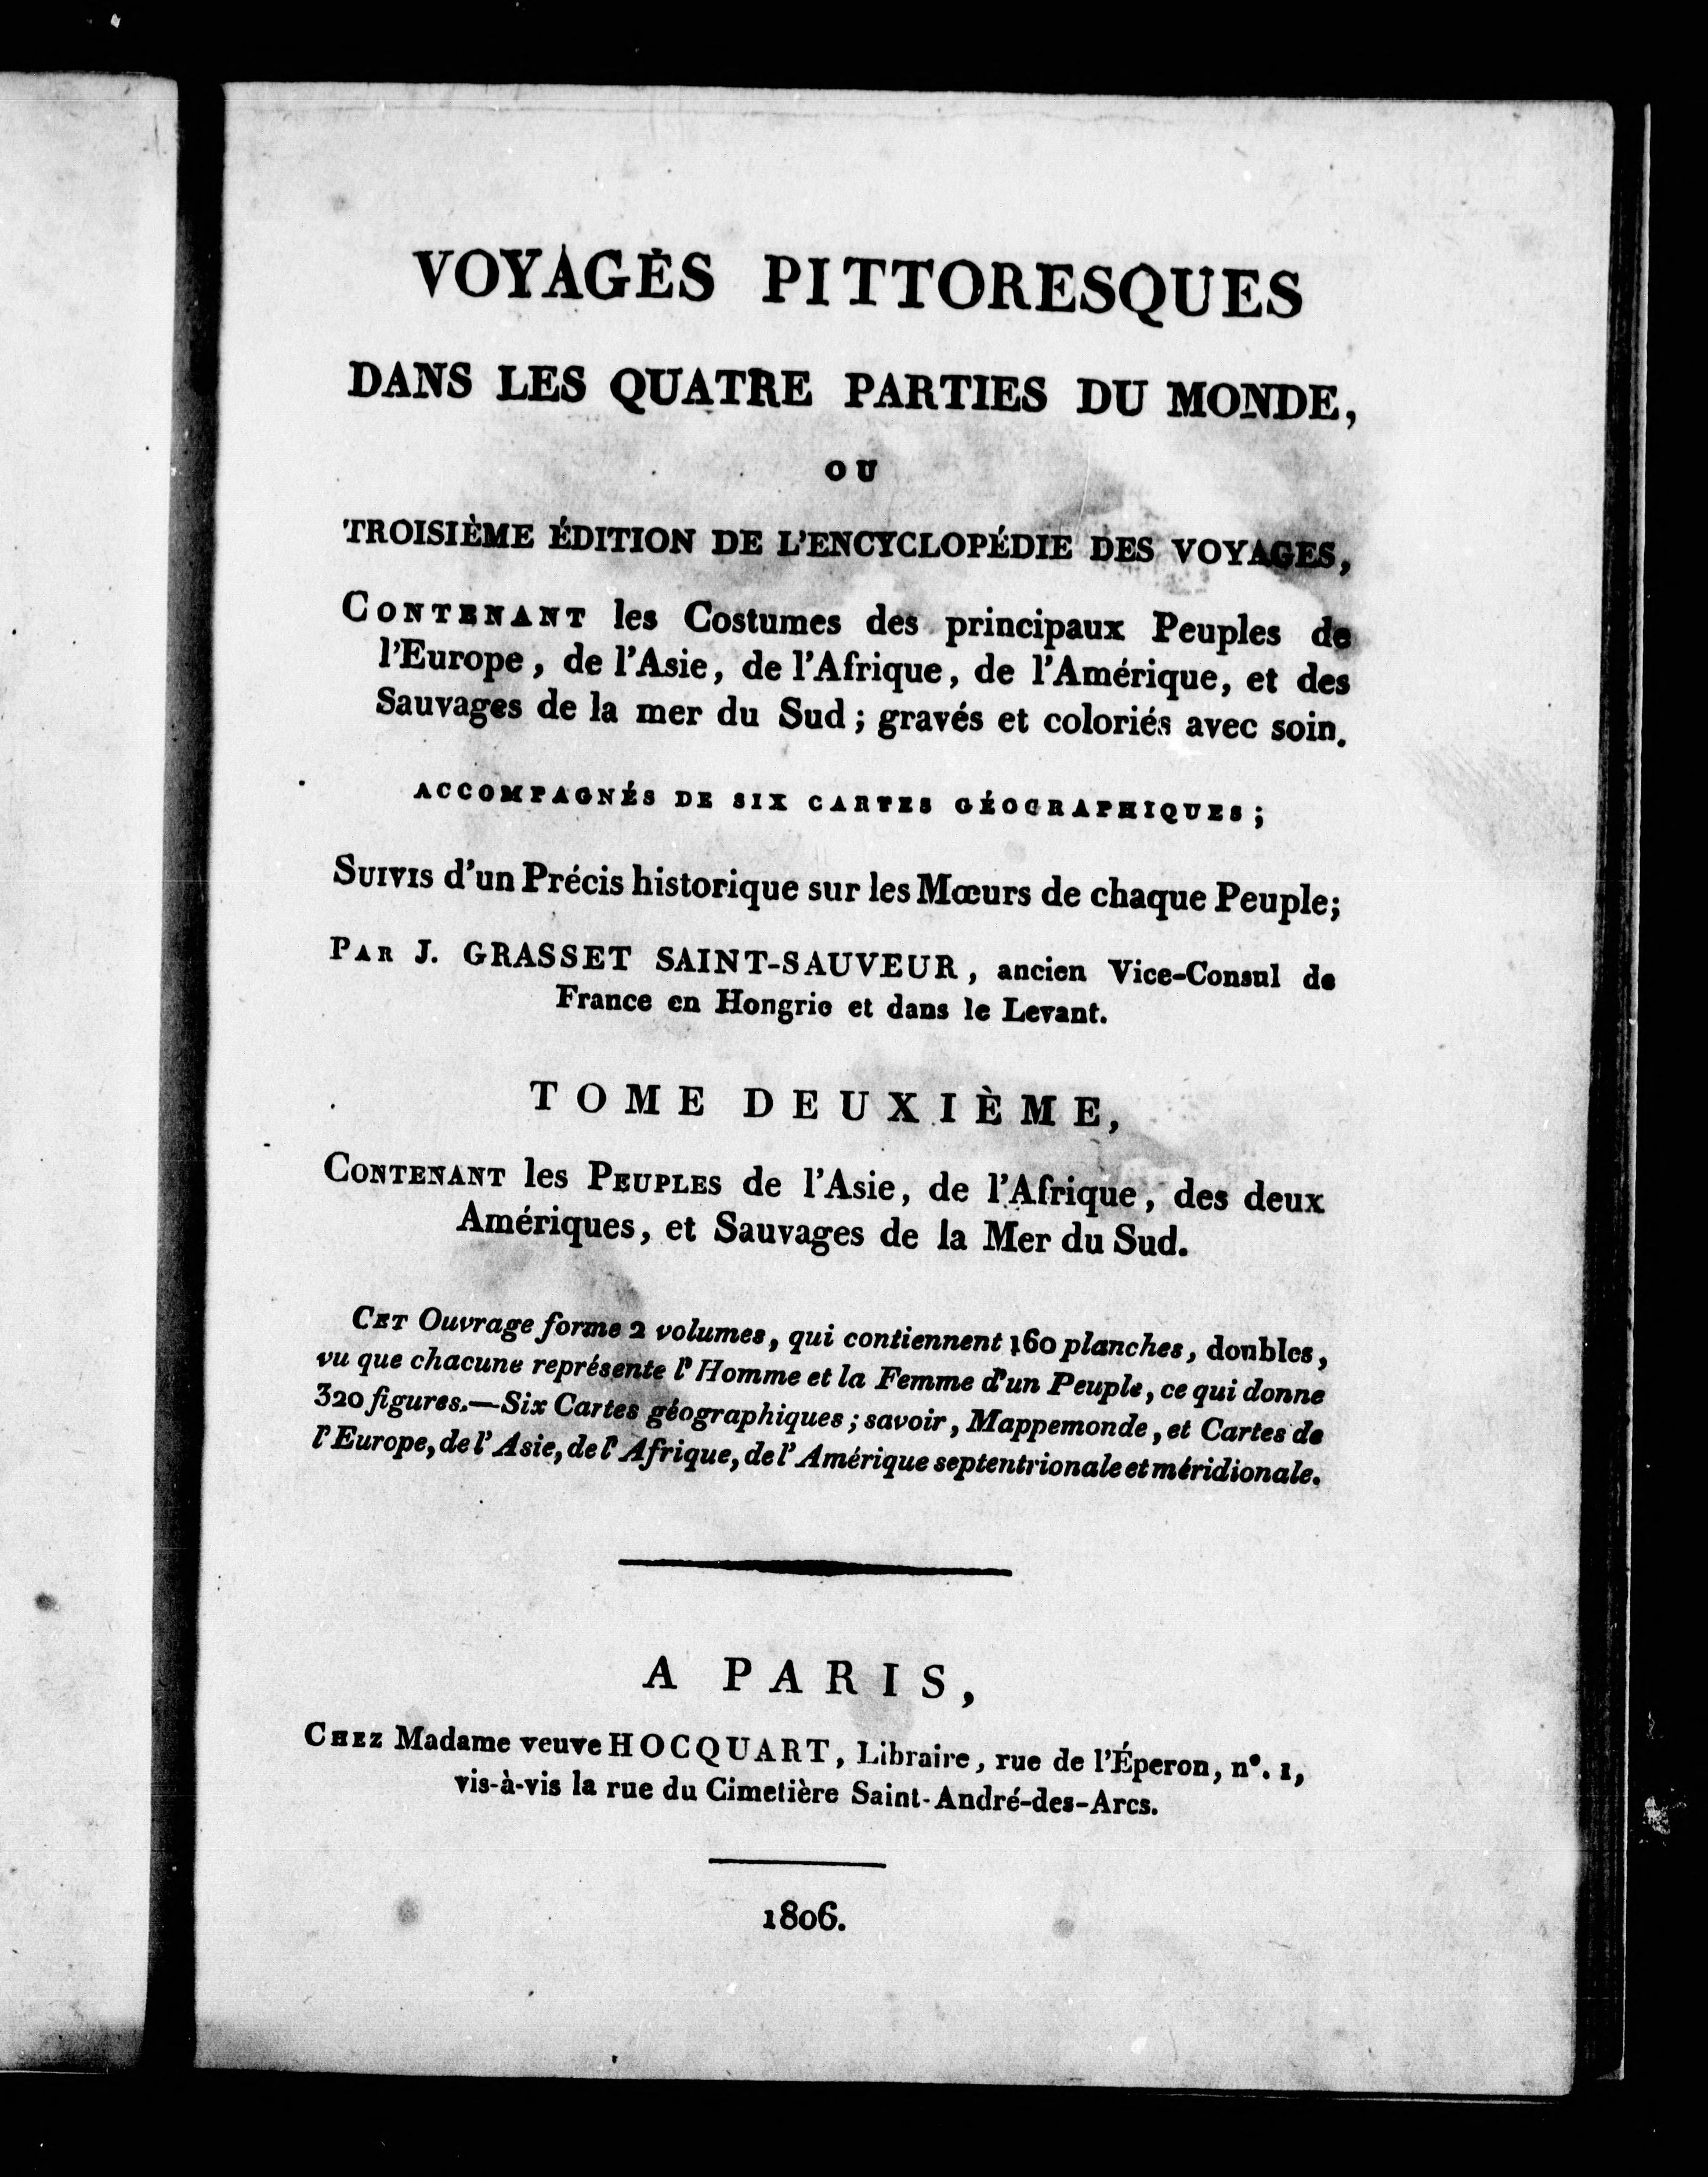 VOYAGES PITTORESQUES
DANS LES QUATRE PARTIES DU MONDE,
OU
TROISIÈME ÉDITION DE L'ENCYCLOPÉDIE DES VOYAGES,
CONTENANT les Costumes des principaux Peuples de
l'Europe, de l'Asie, de l'Afrique, de l'Amérique, et des
Sauvages de la mer du Sud; gravés et coloriés avec soin.
ACCOMPAGNÉS DE SIX CARTES GÉOGRAPHIQUES;
SUIVIS d'un Précis historique sur les Mœurs de chaque Peuple;
PAR J. GRASSET SAINT-SAUVEUR, ancien Vice-Consul de
France en Hongrie et dans le Levant.
TOME DEUXIÈME,
CONTENANT les PEUPLES de l'Asie, de l'Afrique, des deux
Amériques, et Sauvages de la Mer du Sud.
CET Ouvrage forme 2 volumes, qui contiennent 160 planches, doubles,
vu que chacune représente l'Homme et la Femme d'un Peuple, ce qui donne
320 figures.—Six Cartes géographiques; savoir, Mappemonde, et Cartes de
l'Europe, de l'Asie, de l'Afrique, de l'Amérique septentrionale et méridionale.
A PARIS,
CHEZ Madame veuve HOCQUART, Libraire, rue de l'Éperon, nº. 1,
vis-à-vis la rue du Cimetière Saint-André-des-Arcs.
1806.